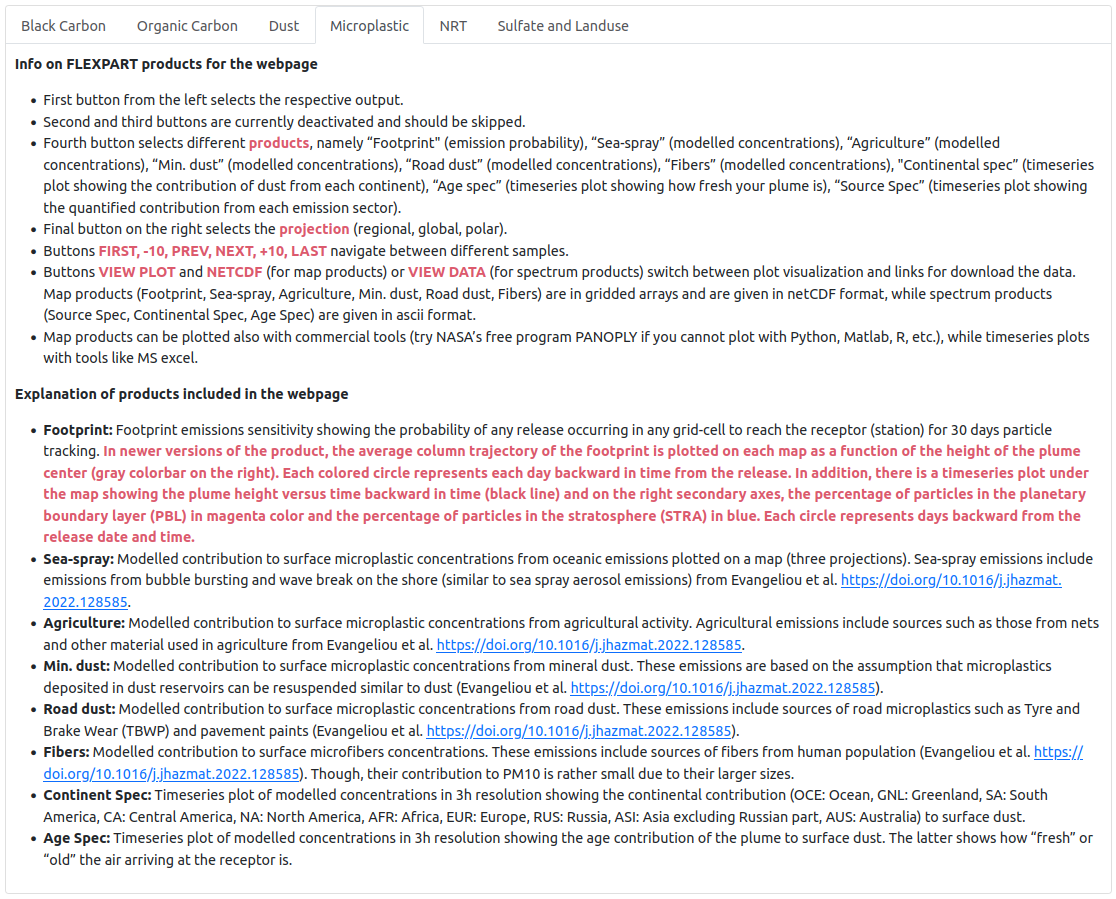 Black Carbon Organic Carbon Dust Microplastic NRT Sulfate and Landuse
Info on FLEXPART products for the webpage
• First button from the left selects the respective output.
• Second and third buttons are currently deactivated and should be skipped.
• Fourth button selects different products, namely “Footprint" (emission probability), “Sea-spray” (modelled concentrations), “Agriculture” (modelled
concentrations), “Min. dust” (modelled concentrations), “Road dust” (modelled concentrations), “Fibers” (modelled concentrations), "Continental spec” (timeseries
plot showing the contribution of dust from each continent), “Age spec” (timeseries plot showing how fresh your plume is), “Source Spec” (timeseries plot showing
the quantified contribution from each emission sector).
• Final button on the right selects the projection (regional, global, polar).
• Buttons FIRST, -10, PREV, NEXT, +10, LAST navigate between different samples.
• Buttons VIEW PLOT and NETCDF (for map products) or VIEW DATA (for spectrum products) switch between plot visualization and links for download the data.
Map products (Footprint, Sea-spray, Agriculture, Min. dust, Road dust, Fibers) are in gridded arrays and are given in netCDF format, while spectrum products
(Source Spec, Continental Spec, Age Spec) are given in ascii format.
• Map products can be plotted also with commercial tools (try NASA’s free program PANOPLY if you cannot plot with Python, Matlab, R, etc.), while timeseries plots
with tools like MS excel.
Explanation of products included in the webpage
• Footprint: Footprint emissions sensitivity showing the probability of any release occurring in any grid-cell to reach the receptor (station) for 30 days particle
tracking. In newer versions of the product, the average column trajectory of the footprint is plotted on each map as a function of the height of the plume
center (gray colorbar on the right). Each colored circle represents each day backward in time from the release. In addition, there is a timeseries plot under
the map showing the plume height versus time backward in time (black line) and on the right secondary axes, the percentage of particles in the planetary
boundary layer (PBL) in magenta color and the percentage of particles in the stratosphere (STRA) in blue. Each circle represents days backward from the
release date and time.
• Sea-spray: Modelled contribution to surface microplastic concentrations from oceanic emissions plotted on a map (three projections). Sea-spray emissions include
emissions from bubble bursting and wave break on the shore (similar to sea spray aerosol emissions) from Evangeliou et al. https://doi.org/10.1016/j.jhazmat.
2022.128585.
• Agriculture: Modelled contribution to surface microplastic concentrations from agricultural activity. Agricultural emissions include sources such as those from nets
and other material used in agriculture from Evangeliou et al. https://doi.org/10.1016/j.jhazmat.2022.128585.
• Min. dust: Modelled contribution to surface microplastic concentrations from mineral dust. These emissions are based on the assumption that microplastics
deposited in dust reservoirs can be resuspended similar to dust (Evangeliou et al. https://doi.org/10.1016/j.jhazmat.2022.128585).
• Road dust: Modelled contribution to surface microplastic concentrations from road dust. These emissions include sources of road microplastics such as Tyre and
Brake Wear (TBWP) and pavement paints (Evangeliou et al. https://doi.org/10.1016/j.jhazmat.2022.128585).
• Fibers: Modelled contribution to surface microfibers concentrations. These emissions include sources of fibers from human population (Evangeliou et al. https://
doi.org/10.1016/j.jhazmat.2022.128585). Though, their contribution to PM10 is rather small due to their larger sizes.
• Continent Spec: Timeseries plot of modelled concentrations in 3h resolution showing the continental contribution (OCE: Ocean, GNL: Greenland, SA: South
America, CA: Central America, NA: North America, AFR: Africa, EUR: Europe, RUS: Russia, ASI: Asia excluding Russian part, AUS: Australia) to surface dust.
• Age Spec: Timeseries plot of modelled concentrations in 3h resolution showing the age contribution of the plume to surface dust. The latter shows how “fresh” or
“old” the air arriving at the receptor is.